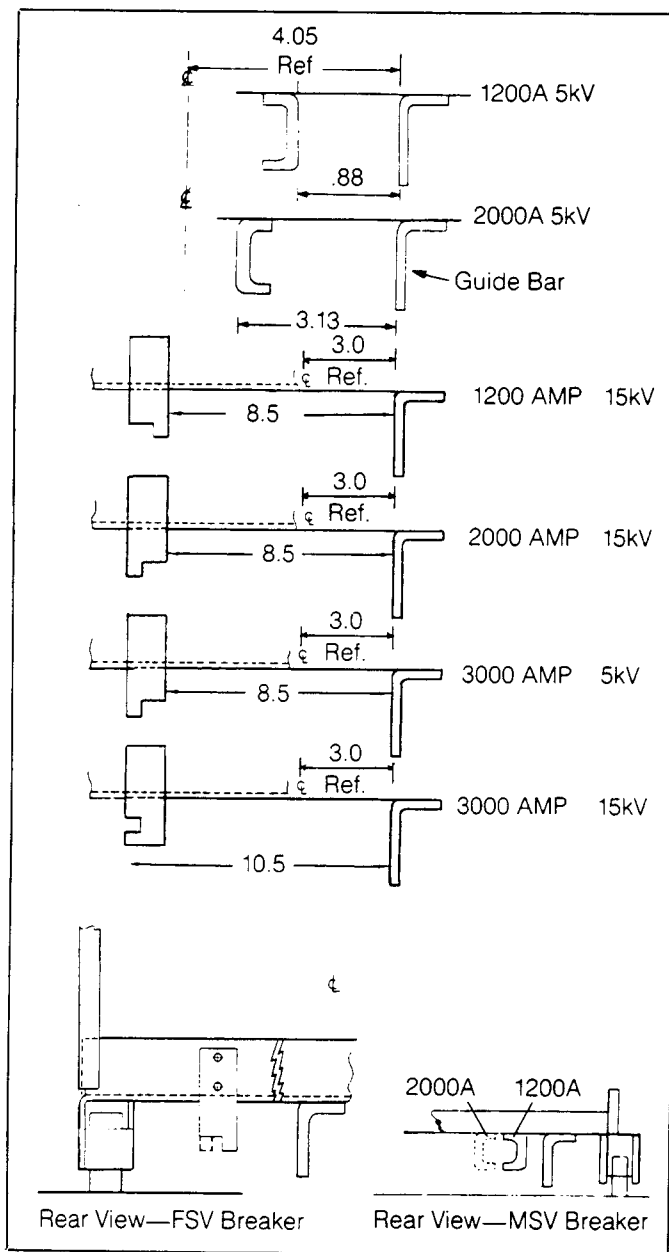 4.05
Ref
℄
1200A 5kV
.88
℄
2000A 5kV
Guide Bar
3.13
3.0
℄ Ref.
1200 AMP 15kV
8.5
3.0
℄ Ref.
2000 AMP 15kV
8.5
3.0
℄ Ref.
3000 AMP 5kV
8.5
3.0
℄ Ref.
3000 AMP 15kV
10.5
℄
2000A 1200A
Rear View—FSV Breaker
Rear View—MSV Breaker